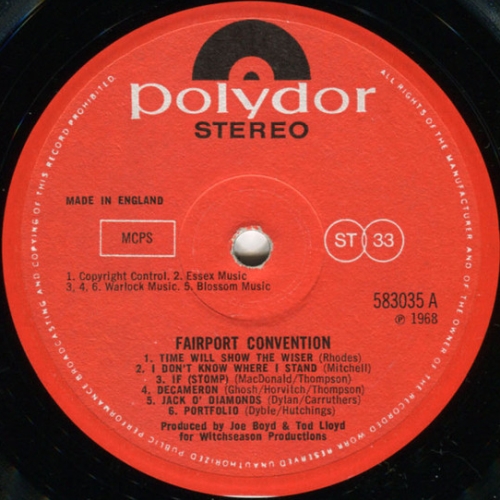 polydor
STEREO
MADE IN ENGLAND
MCPS
ST 33
1. Copyright Control. 2. Essex Music
3, 4, 6. Warlock Music. 5. Blossom Music
583035 A
℗ 1968
FAIRPORT CONVENTION
1. TIME WILL SHOW THE WISER (Rhodes)
2. I DON'T KNOW WHERE I STAND (Mitchell)
3. IF (STOMP) (MacDonald/Thompson)
4. DECAMERON (Ghosh/Horvitch/Thompson)
5. JACK O' DIAMONDS (Dylan/Carruthers)
6. PORTFOLIO (Dyble/Hutchings)
Produced by Joe Boyd & Tod Lloyd
for Witchseason Productions
ALL RIGHTS OF THE MANUFACTURER AND OF THE OWNER OF THE RECORDED WORK RESERVED UNAUTHORISED PUBLIC PERFORMANCE BROADCASTING AND COPYING OF THIS RECORD PROHIBITED.